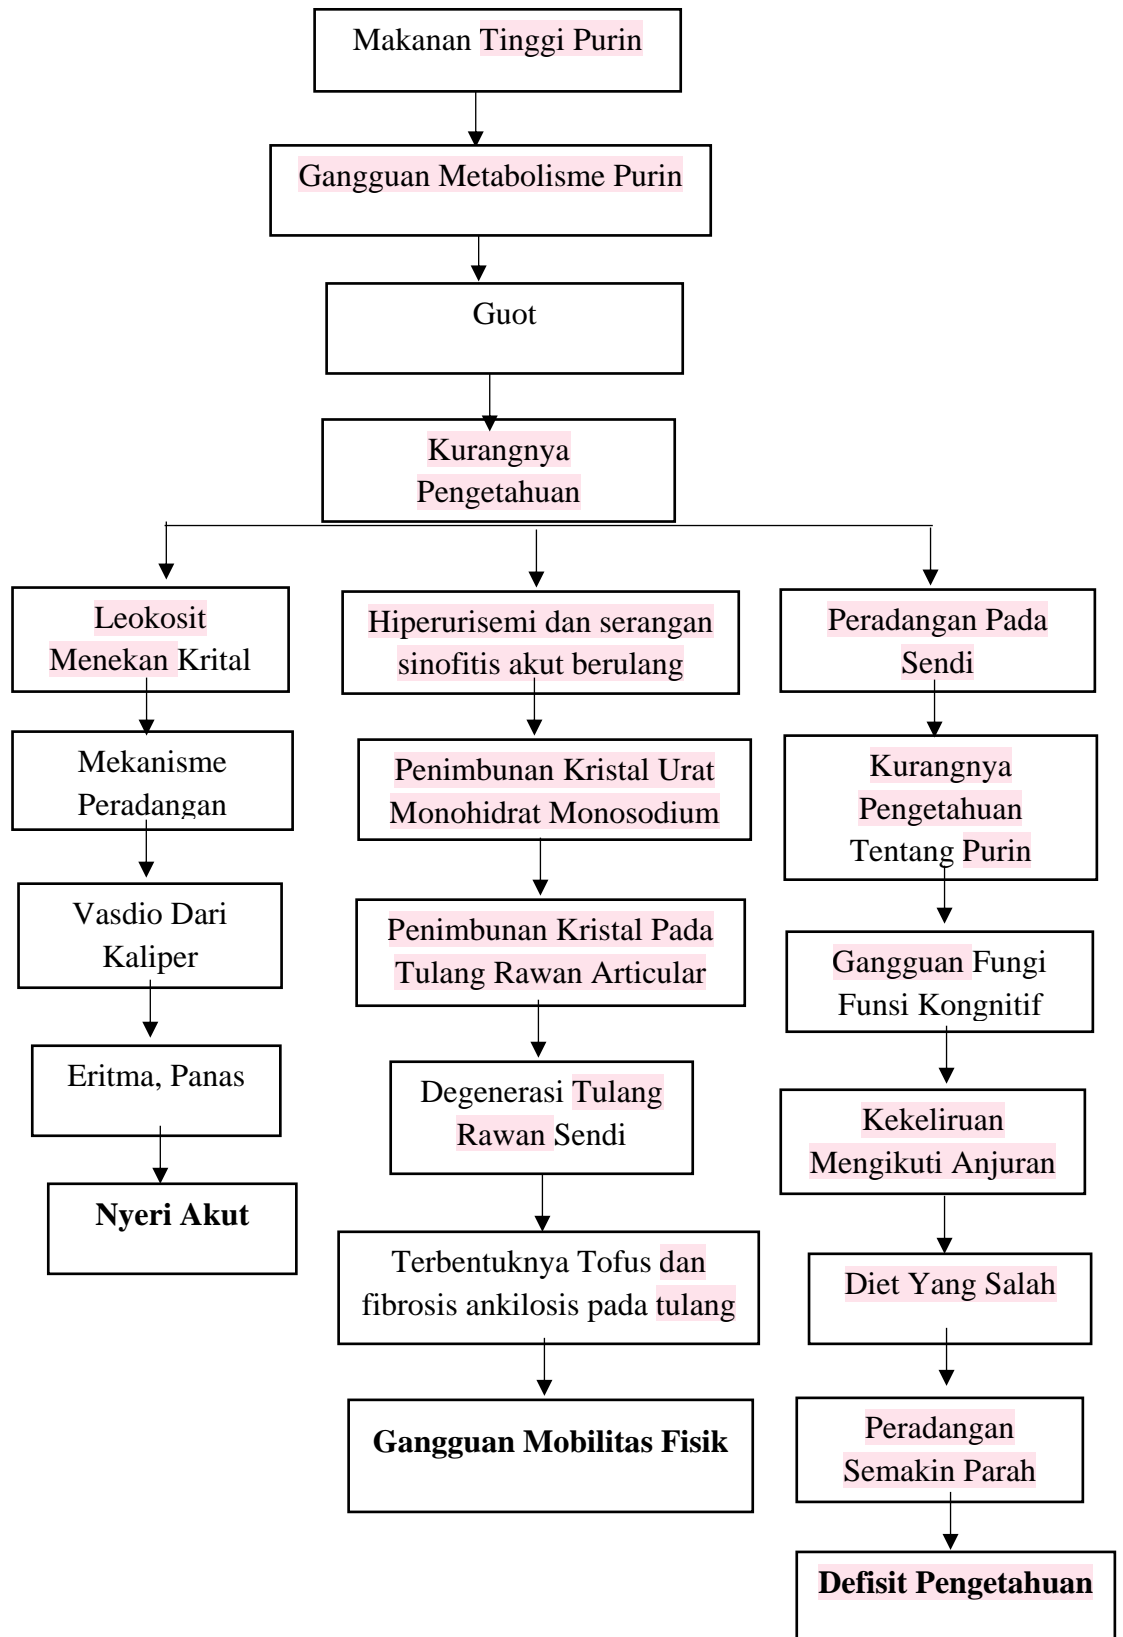 Makanan Tinggi Purin
Gangguan Metabolisme Purin
Guot
Kurangnya
Pengetahuan
Leokosit
Menekan Krital
Mekanisme
Peradangan
Vasdio Dari
Kaliper
Eritma, Panas
Nyeri Akut
Hiperurisemi dan serangan
sinofitis akut berulang
Penimbunan Kristal Urat
Monohidrat Monosodium
Penimbunan Kristal Pada
Tulang Rawan Articular
Degenerasi Tulang
Rawan Sendi
Terbentuknya Tofus dan
fibrosis ankilosis pada tulang
Gangguan Mobilitas Fisik
Peradangan Pada
Sendi
Kurangnya
Pengetahuan
Tentang Purin
Gangguan Fungi
Funsi Kongnitif
Kekeliruan
Mengikuti Anjuran
Diet Yang Salah
Peradangan
Semakin Parah
Defisit Pengetahuan